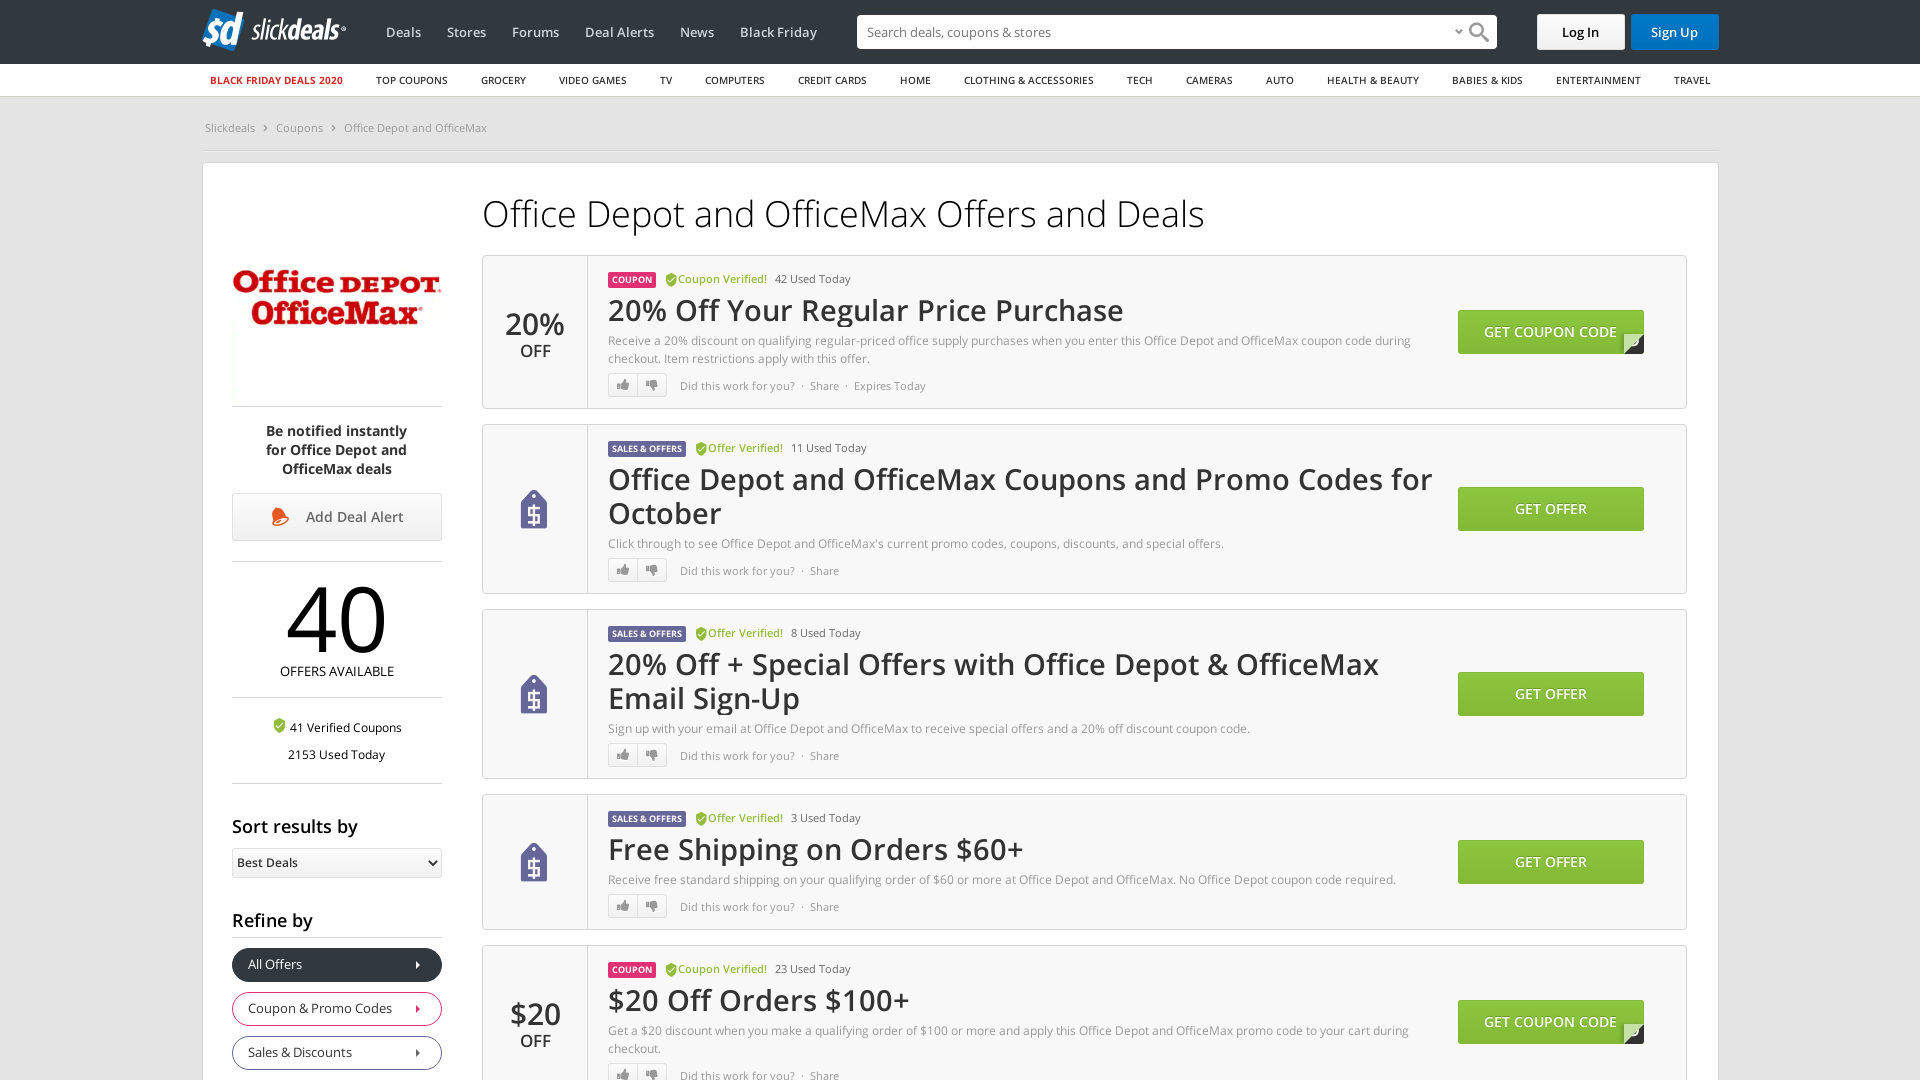 sd slickdeals
Deals
Stores
Forums
Deal Alerts
News
Black Friday
Search deals, coupons & stores
Log In
Sign Up
BLACK FRIDAY DEALS 2020
TOP COUPONS
GROCERY
VIDEO GAMES
TV
COMPUTERS
CREDIT CARDS
HOME
CLOTHING & ACCESSORIES
TECH
CAMERAS
AUTO
HEALTH & BEAUTY
BABIES & KIDS
ENTERTAINMENT
TRAVEL
Slickdeals > Coupons > Office Depot and OfficeMax
Office DEPOT.
OfficeMax
Be notified instantly
for Office Depot and
OfficeMax deals
Add Deal Alert
40
OFFERS AVAILABLE
41 Verified Coupons
2153 Used Today
Sort results by
Best Deals
Refine by
All Offers
Coupon & Promo Codes
Sales & Discounts
Office Depot and OfficeMax Offers and Deals
20%
OFF
COUPON Coupon Verified! 42 Used Today
20% Off Your Regular Price Purchase
Receive a 20% discount on qualifying regular-priced office supply purchases when you enter this Office Depot and OfficeMax coupon code during
checkout. Item restrictions apply with this offer.
Did this work for you? · Share · Expires Today
GET COUPON CODE
SALES & OFFERS Offer Verified! 11 Used Today
Office Depot and OfficeMax Coupons and Promo Codes for
October
Click through to see Office Depot and OfficeMax's current promo codes, coupons, discounts, and special offers.
Did this work for you? · Share
GET OFFER
SALES & OFFERS Offer Verified! 8 Used Today
20% Off + Special Offers with Office Depot & OfficeMax
Email Sign-Up
Sign up with your email at Office Depot and OfficeMax to receive special offers and a 20% off discount coupon code.
Did this work for you? · Share
GET OFFER
SALES & OFFERS Offer Verified! 3 Used Today
Free Shipping on Orders $60+
Receive free standard shipping on your qualifying order of $60 or more at Office Depot and OfficeMax. No Office Depot coupon code required.
Did this work for you? · Share
GET OFFER
$20
OFF
COUPON Coupon Verified! 23 Used Today
$20 Off Orders $100+
Get a $20 discount when you make a qualifying order of $100 or more and apply this Office Depot and OfficeMax promo code to your cart during
checkout.
Did this work for you? · Share
GET COUPON CODE